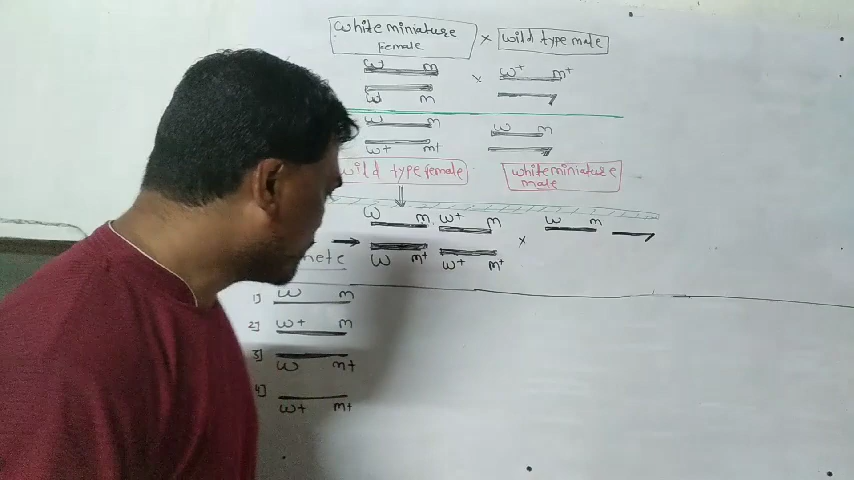 white miniature
Female
× wild type male
w+ m w+ m+
×
w+ m
w m w m
w+ m+
wild type female white miniature
male
w m w+ m w m
×
w m+ w+ m+
1] w m
2] w+ m
3]
w m+
4]
w+ m+